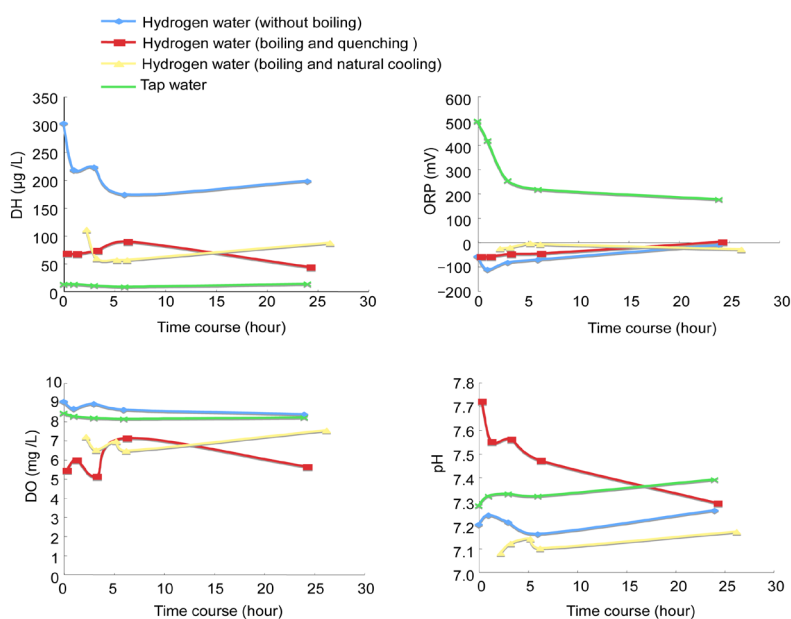 Hydrogen water (without boiling)
Hydrogen water (boiling and quenching )
Hydrogen water (boiling and natural cooling)
Tap water
DH (µg /L)
350
300
250
200
150
100
50
0
0 5 10 15 20 25 30
Time course (hour)
ORP (mV)
600
500
400
300
200
100
0
−100
−200
0 5 10 15 20 25 30
Time course (hour)
DO (mg /L)
10
9
8
7
6
5
4
3
2
1
0
0 5 10 15 20 25 30
Time course (hour)
pH
7.8
7.7
7.6
7.5
7.4
7.3
7.2
7.1
7.0
0 5 10 15 20 25 30
Time course (hour)